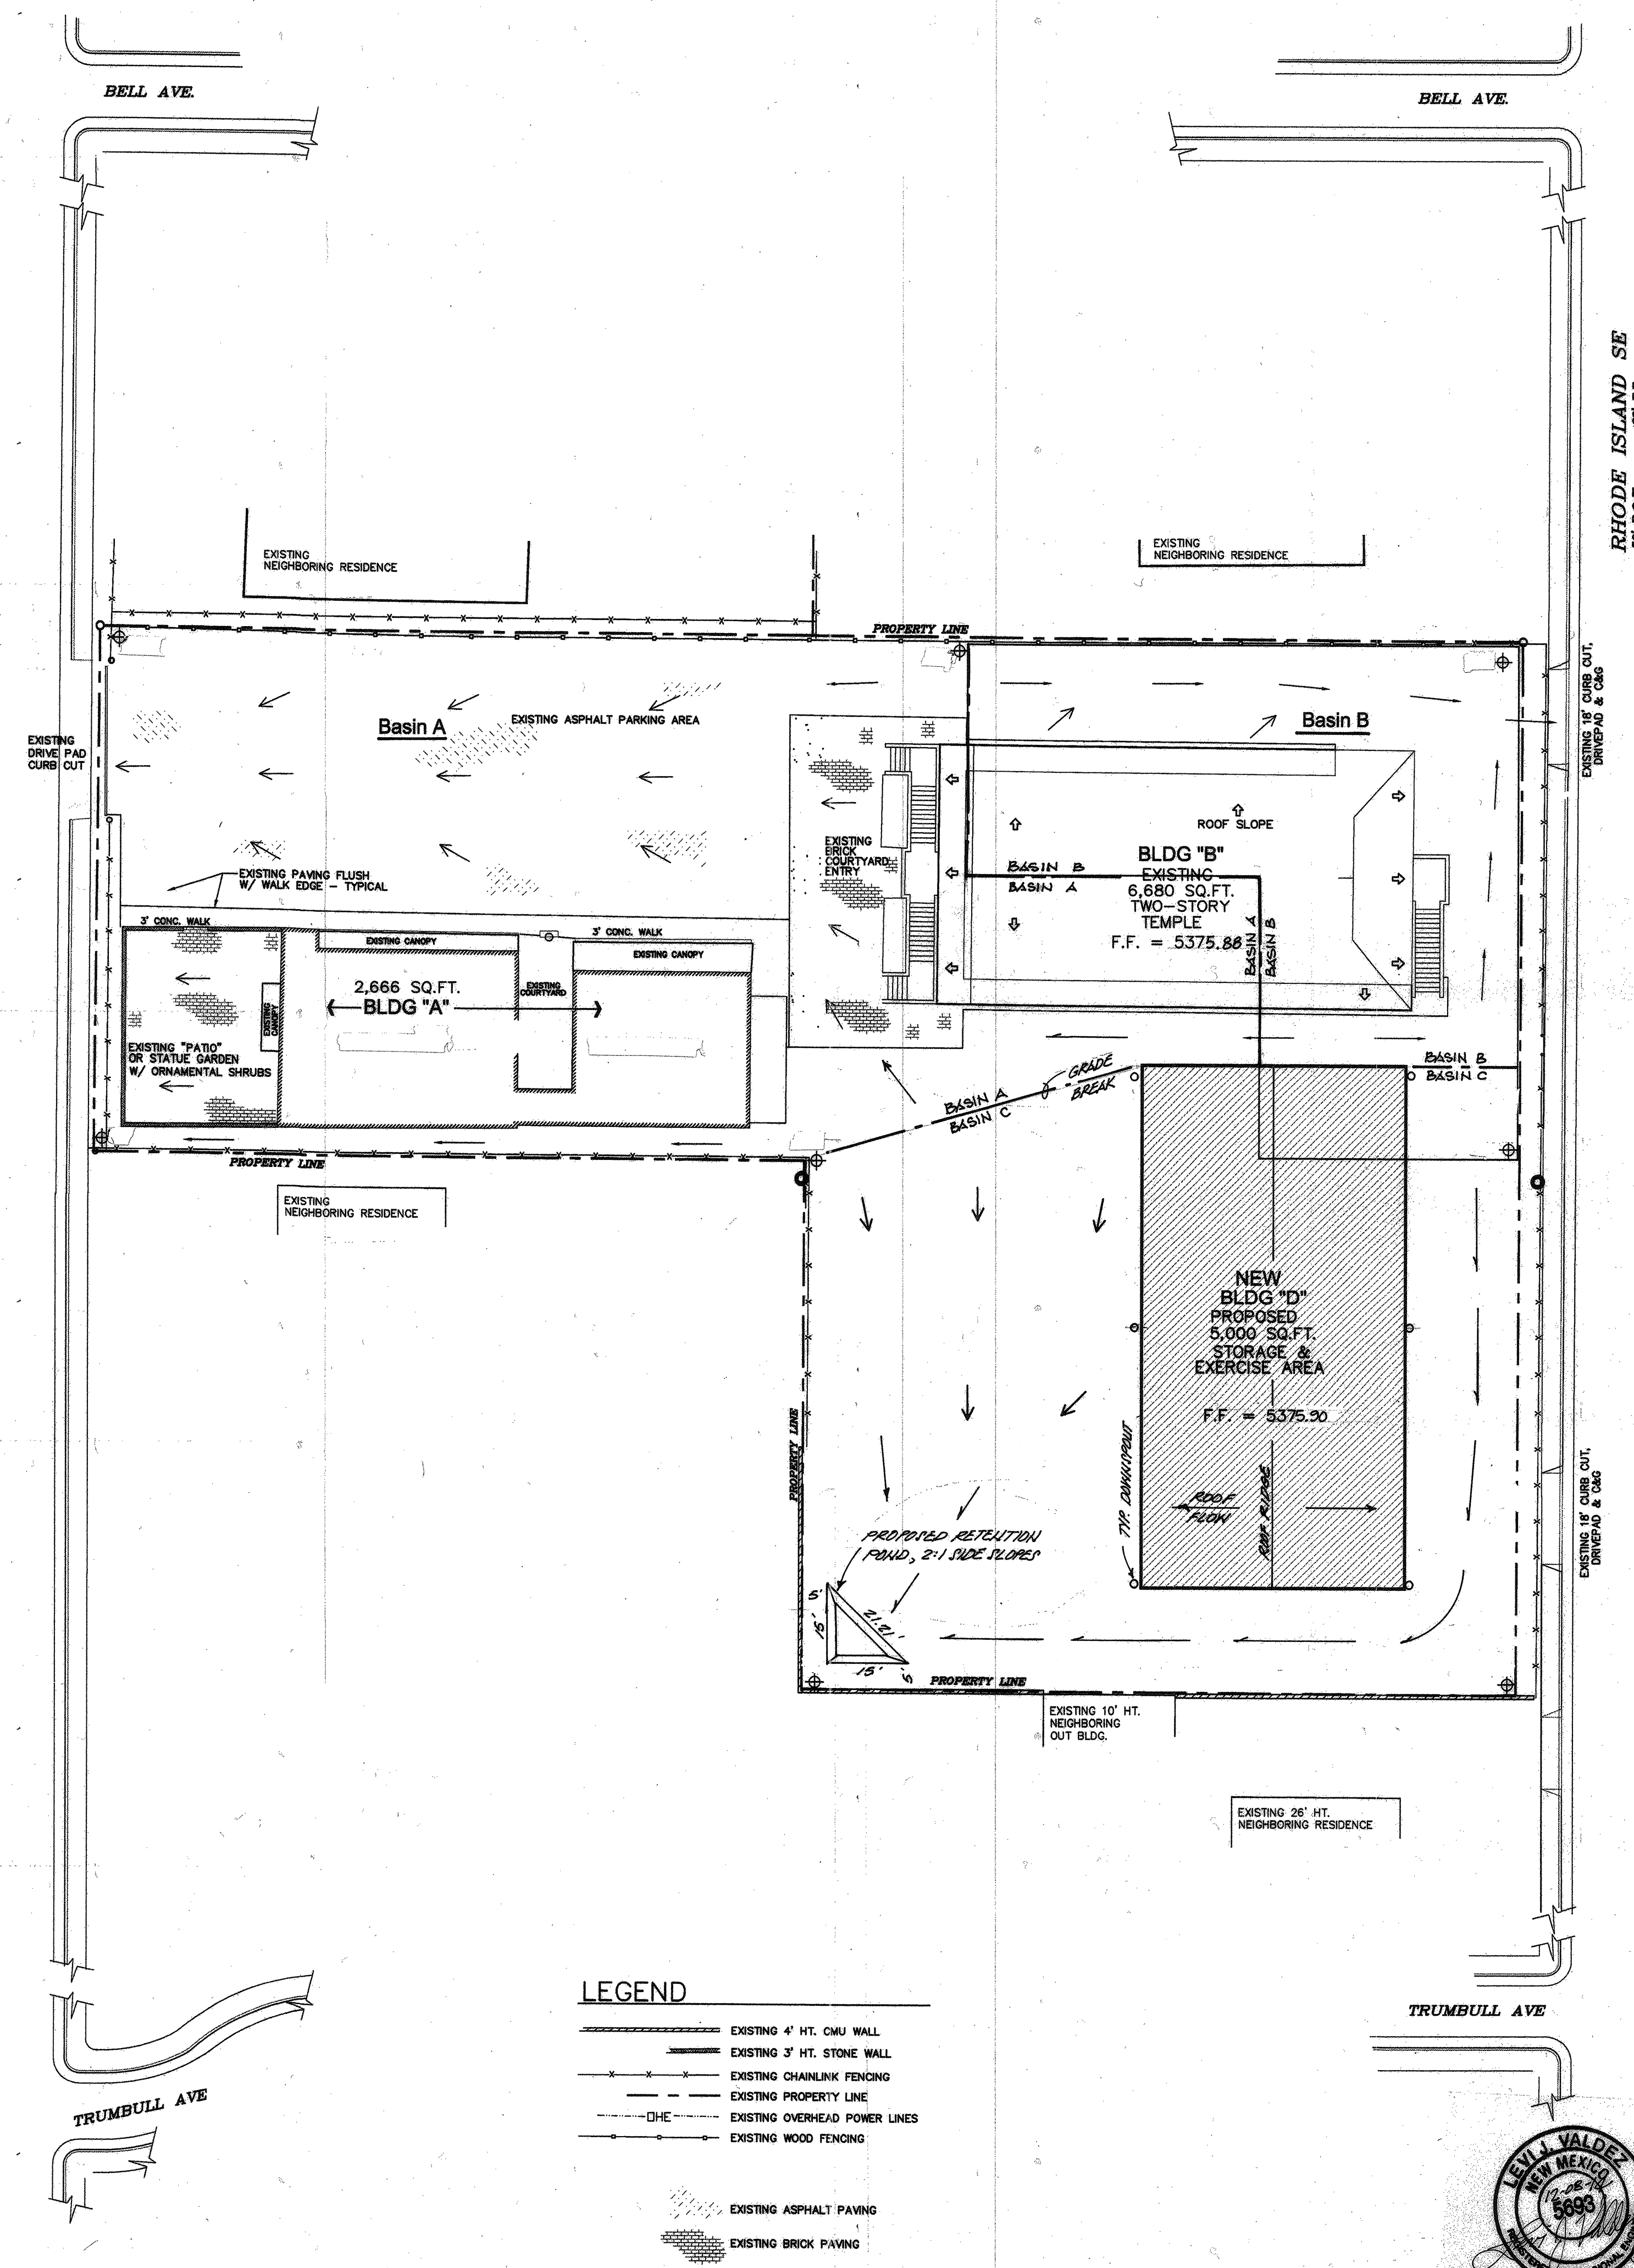 BELL AVE.
BELL AVE.
RHODE ISLAND SE
EXISTING
NEIGHBORING RESIDENCE
EXISTING
NEIGHBORING RESIDENCE
PROPERTY LINE
EXISTING 18' CURB CUT,
DRIVEPAD & C&G
Basin A
EXISTING ASPHALT PARKING AREA
Basin B
EXISTING
DRIVE PAD
CURB CUT
ROOF SLOPE
EXISTING
BRICK
COURTYARD
ENTRY
BASIN B
BASIN A
BLDG "B"
EXISTING
6,680 SQ.FT.
TWO-STORY
TEMPLE
F.F. = 5375.88
BASIN A
BASIN B
EXISTING PAVING FLUSH
W/ WALK EDGE - TYPICAL
3' CONC. WALK
EXISTING CANOPY
3' CONC. WALK
EXISTING CANOPY
2,666 SQ.FT.
BLDG "A"
EXISTING
COURTYARD
EXISTING
CANOPY
EXISTING "PATIO"
OR STATUE GARDEN
W/ ORNAMENTAL SHRUBS
GRADE
BREAK
BASIN A
BASIN C
BASIN B
BASIN C
PROPERTY LINE
EXISTING
NEIGHBORING RESIDENCE
NEW
BLDG "D"
PROPOSED
5,000 SQ.FT.
STORAGE &
EXERCISE AREA
F.F. = 5375.90
PROPERTY LINE
TYP. DOWNSPOUT
ROOF
FLOW
ROOF RIDGE
EXISTING 18' CURB CUT,
DRIVEPAD & C&G
PROPOSED RETENTION
POND, 2:1 SIDE SLOPES
5'
15'
21.21'
15'
5'
PROPERTY LINE
EXISTING 10' HT.
NEIGHBORING
OUT BLDG.
EXISTING 26' HT.
NEIGHBORING RESIDENCE
LEGEND
EXISTING 4' HT. CMU WALL
EXISTING 3' HT. STONE WALL
EXISTING CHAINLINK FENCING
EXISTING PROPERTY LINE
OHE
EXISTING OVERHEAD POWER LINES
EXISTING WOOD FENCING
EXISTING ASPHALT PAVING
EXISTING BRICK PAVING
TRUMBULL AVE
TRUMBULL AVE
LEVI J. VALDEZ
NEW MEXICO
5693